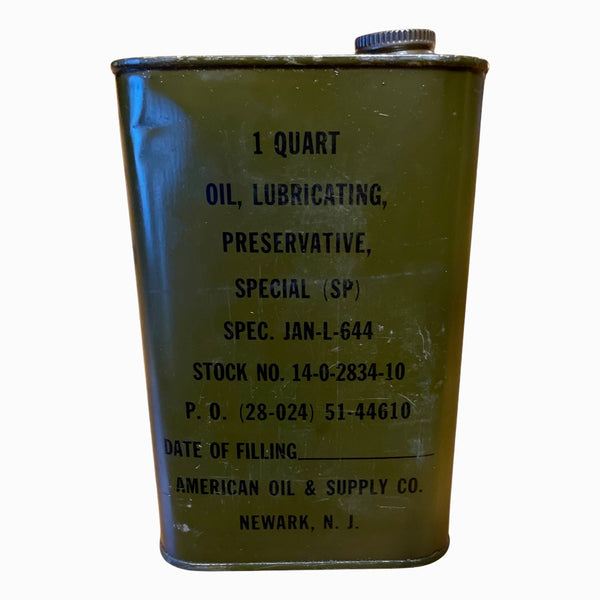 1 QUART
OIL, LUBRICATING,
PRESERVATIVE,
SPECIAL (SP)
SPEC. JAN-L-644
STOCK NO. 14-0-2834-10
P. O. (28-024) 51-44610
DATE OF FILLING____________
AMERICAN OIL & SUPPLY CO.
NEWARK, N. J.